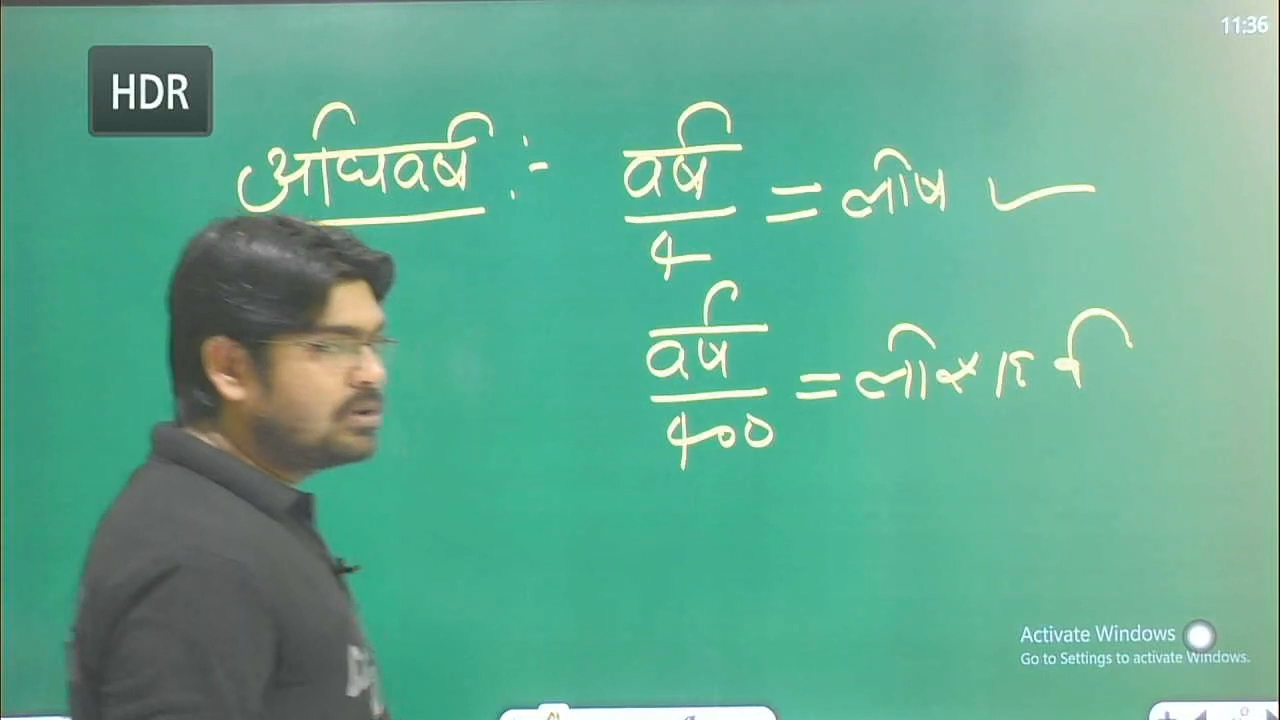 11:36
HDR
अधिवर्ष :- वर्ष/4 = लीप ✓
वर्ष/400 = लीप
Activate Windows
Go to Settings to activate Windows.